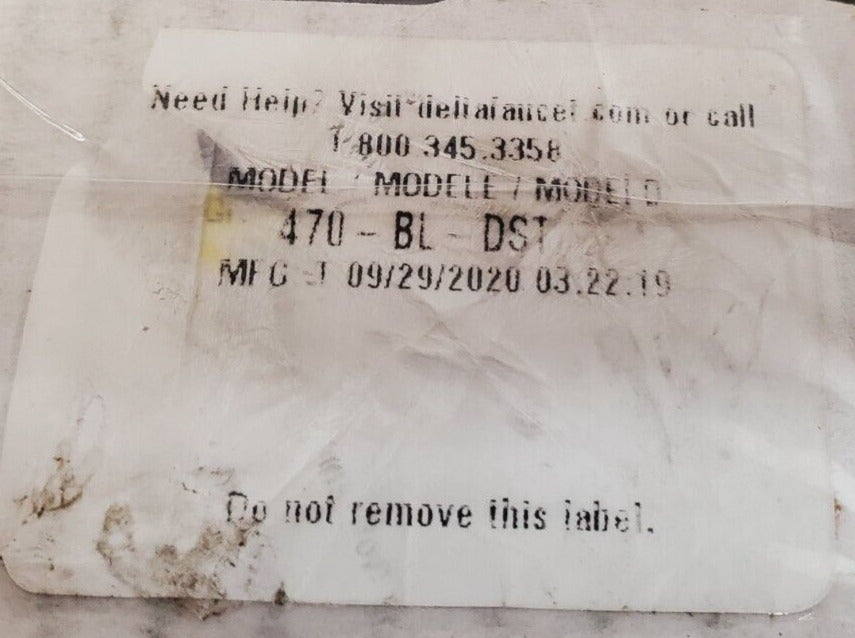 Need Help? Visit deltafaucet.com or call
1 800 345.3358
MODEL / MODELE / MODELO
470 - BL - DST
MFG 09/29/2020 03.22.19
Do not remove this label.